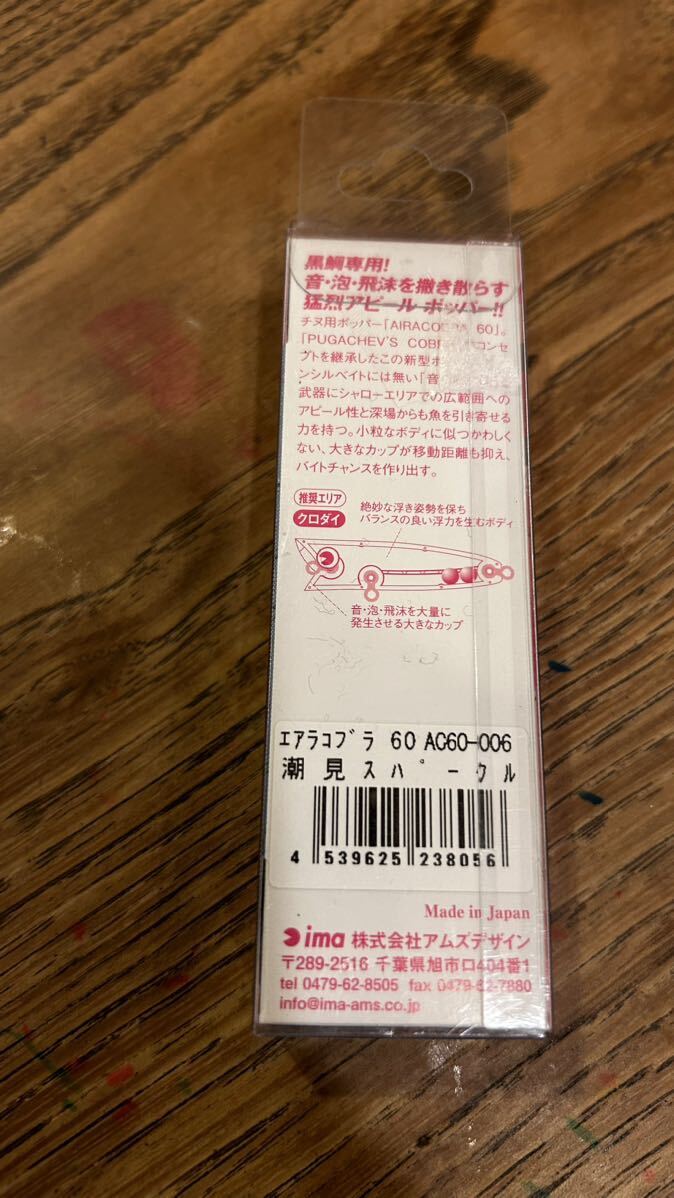 黒鯛専用!
音・泡・飛沫を撒き散らす
猛烈アピールポッパー!!
チヌ用ポッパー「AIRACOBRA 60」。
「PUGACHEV'S COBRA」コンセ
プトを継承したこの新型
ンシルベイトには無い「音
武器にシャローエリアでの広範囲への
アピール性と深場からも魚を引き寄せる
力を持つ。小粒なボディに似つかわしく
ない、大きなカップが移動距離も抑え、
バイトチャンスを作り出す。
推奨エリア
クロダイ
絶妙な浮き姿勢を保ち
バランスの良い浮力を生むボディ
音・泡・飛沫を大量に
発生させる大きなカップ
エアラコブラ 60 AC60-006
潮見スパークル
4 539625 238056
Made in Japan
ima 株式会社アムズデザイン
〒289-2516 千葉県旭市ロ404番1
tel 0479-62-8505 fax 0479-62-7880
info@ima-ams.co.jp